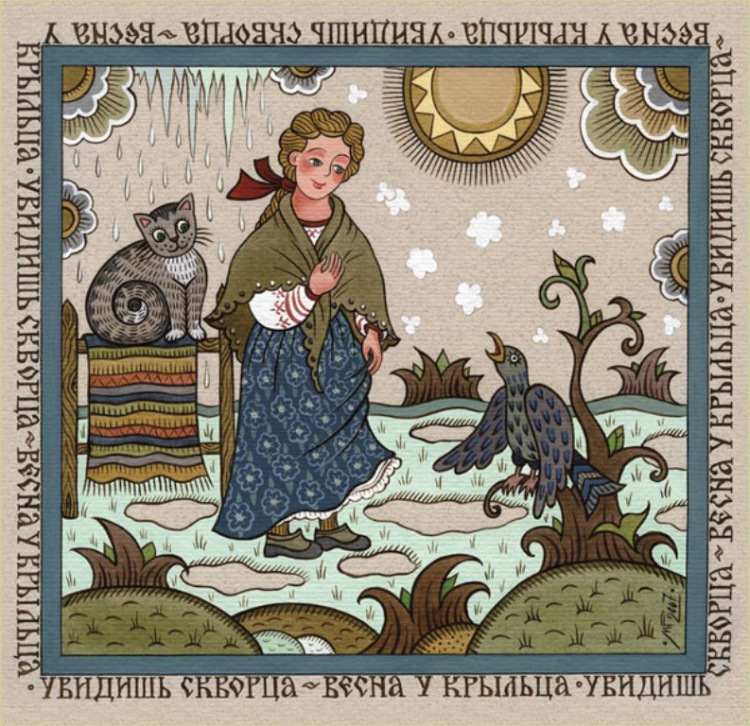 ВЕСНА У КРЫЛЬЦА · УВИДИШЬ СКВОРЦА ~ ВЕСНА У
КРЫЛЬЦА · УВИДИШЬ СКВОРЦА ~ ВЕСНА У КРЫЛЬЦА
· УВИДИШЬ СКВОРЦА ~ ВЕСНА У КРЫЛЬЦА · УВИДИШЬ
СКВОРЦА ~ ВЕСНА У КРЫЛЬЦА · УВИДИШЬ СКВОРЦА ~